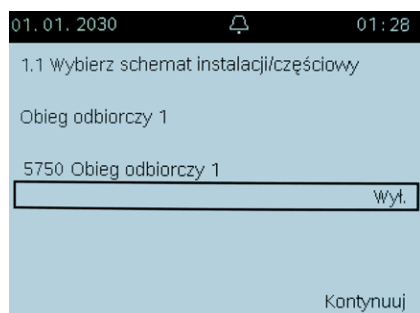 01. 01. 2030 01:28
1.1 Wybierz schemat instalacji/częściowy
Obieg odbiorczy 1
5750 Obieg odbiorczy 1
Wył.
Kontynuuj